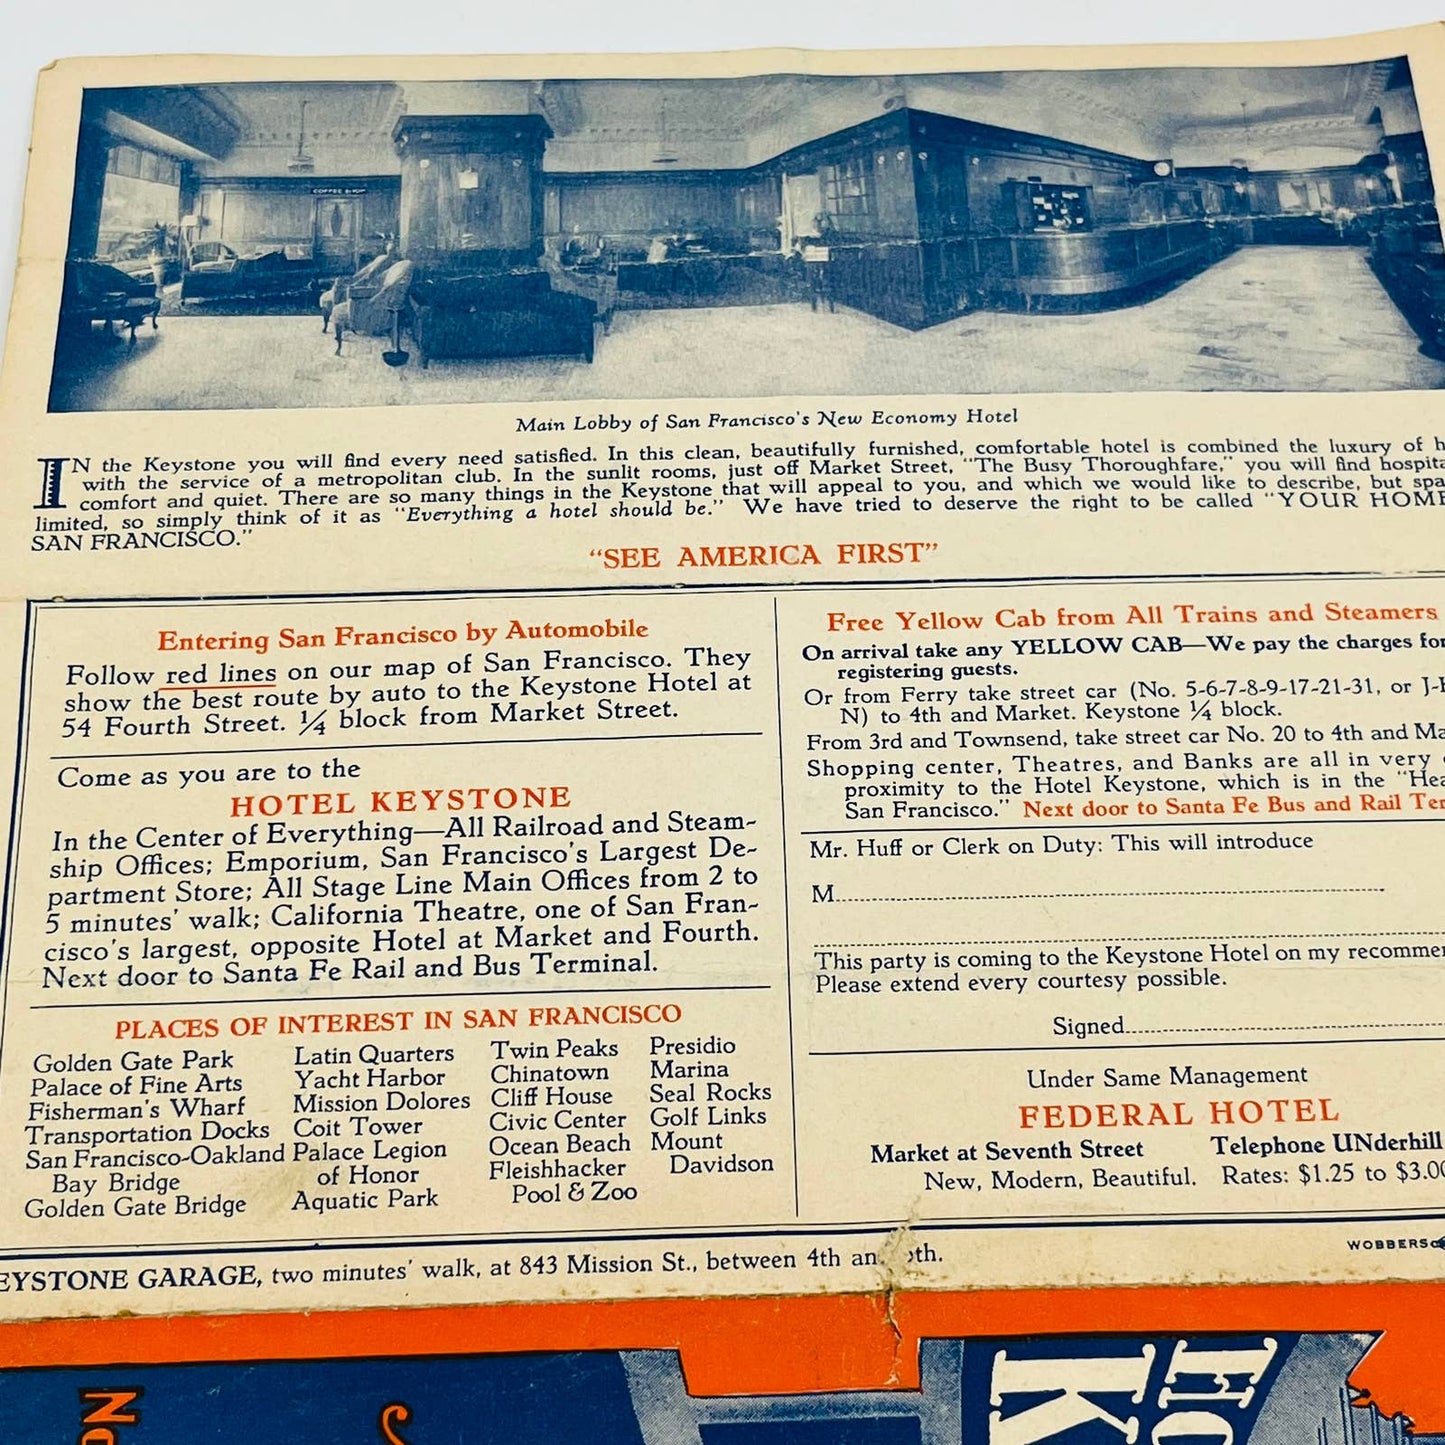 COFFEE SHOP
Main Lobby of San Francisco's New Economy Hotel
IN the Keystone you will find every need satisfied. In this clean, beautifully furnished, comfortable hotel is combined the luxury of
with the service of a metropolitan club. In the sunlit rooms, just off Market Street, "The Busy Thoroughfare," you will find
comfort and quiet. There are so many things in the Keystone that will appeal to you, and which we would like to describe, but
limited, so simply think of it as "Everything a hotel should be." We have tried to deserve the right to be called "YOUR HOME
SAN FRANCISCO."
"SEE AMERICA FIRST"
Entering San Francisco by Automobile
Follow red lines on our map of San Francisco. They
show the best route by auto to the Keystone Hotel at
54 Fourth Street. ¼ block from Market Street.
Come as you are to the
HOTEL KEYSTONE
In the Center of Everything—All Railroad and Steam-
ship Offices; Emporium, San Francisco's Largest De-
partment Store; All Stage Line Main Offices from 2 to
5 minutes' walk; California Theatre, one of San Fran-
cisco's largest, opposite Hotel at Market and Fourth.
Next door to Santa Fe Rail and Bus Terminal.
PLACES OF INTEREST IN SAN FRANCISCO
Golden Gate Park
Palace of Fine Arts
Fisherman's Wharf
Transportation Docks
San Francisco-Oakland
Bay Bridge
Golden Gate Bridge
Latin Quarters
Yacht Harbor
Mission Dolores
Coit Tower
Palace Legion
of Honor
Aquatic Park
Twin Peaks
Chinatown
Cliff House
Civic Center
Ocean Beach
Fleishhacker
Pool & Zoo
Presidio
Marina
Seal Rocks
Golf Links
Mount
Davidson
Free Yellow Cab from All Trains and Steamers
On arrival take any YELLOW CAB—We pay the charges for
registering guests.
Or from Ferry take street car (No. 5-6-7-8-9-17-21-31, or J-
N) to 4th and Market. Keystone ¼ block.
From 3rd and Townsend, take street car No. 20 to 4th and
Shopping center, Theatres, and Banks are all in very
proximity to the Hotel Keystone, which is in the
San Francisco." Next door to Santa Fe Bus and Rail
Mr. Huff or Clerk on Duty: This will introduce
M
This party is coming to the Keystone Hotel on my
Please extend every courtesy possible.
Signed
Under Same Management
FEDERAL HOTEL
Market at Seventh Street Telephone UNderhill
New, Modern, Beautiful. Rates: $1.25 to $3.00
EYSTONE GARAGE, two minutes' walk, at 843 Mission St., between 4th an th.
WOBBERS
HO
K
No